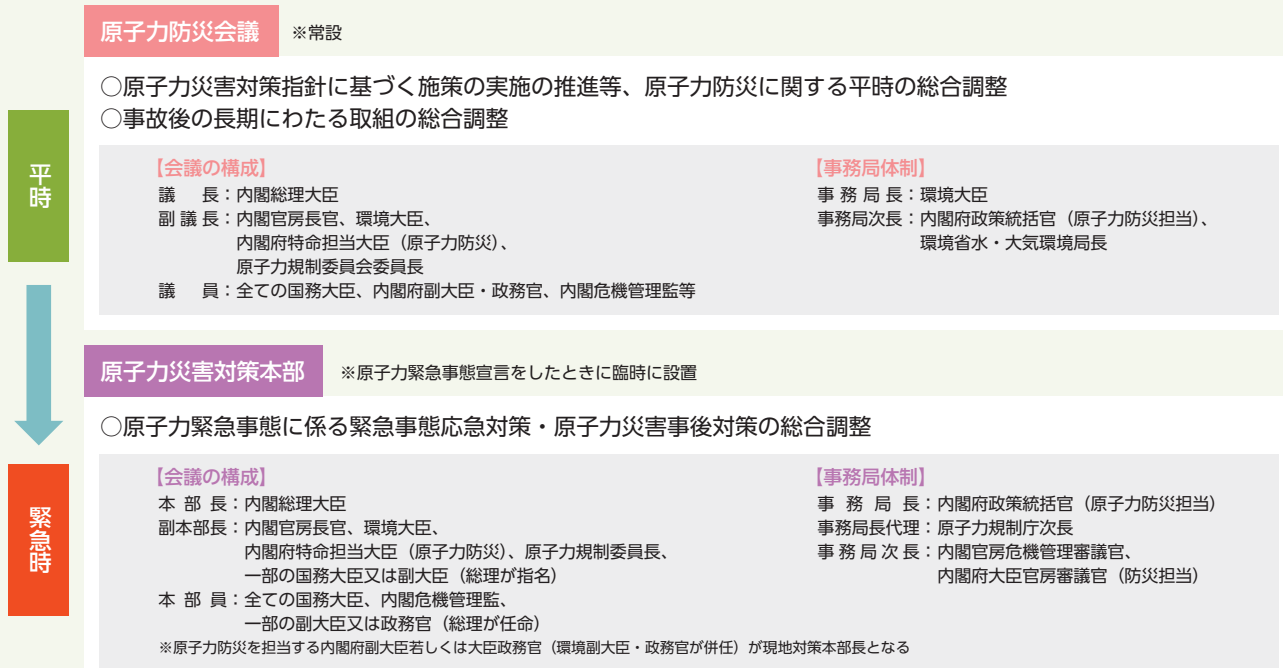 原子力防災会議 ※常設
○原子力災害対策指針に基づく施策の実施の推進等、原子力防災に関する平時の総合調整
○事故後の長期にわたる取組の総合調整
平時
【会議の構成】
議 長：内閣総理大臣
副議長：内閣官房長官、環境大臣、
内閣府特命担当大臣（原子力防災）、
原子力規制委員会委員長
議 員：全ての国務大臣、内閣府副大臣・政務官、内閣危機管理監等
【事務局体制】
事務局長：環境大臣
事務局次長：内閣府政策統括官（原子力防災担当）、
環境省水・大気環境局長
原子力災害対策本部 ※原子力緊急事態宣言をしたときに臨時に設置
○原子力緊急事態に係る緊急事態応急対策・原子力災害事後対策の総合調整
緊急時
【会議の構成】
本部長：内閣総理大臣
副本部長：内閣官房長官、環境大臣、
内閣府特命担当大臣（原子力防災）、原子力規制委員長、
一部の国務大臣又は副大臣（総理が指名）
本部員：全ての国務大臣、内閣危機管理監、
一部の副大臣又は政務官（総理が任命）
※原子力防災を担当する内閣府副大臣若しくは大臣政務官（環境副大臣・政務官が併任）が現地対策本部長となる
【事務局体制】
事務局長：内閣府政策統括官（原子力防災担当）
事務局長代理：原子力規制庁次長
事務局次長：内閣官房危機管理審議官、
内閣府大臣官房審議官（防災担当）